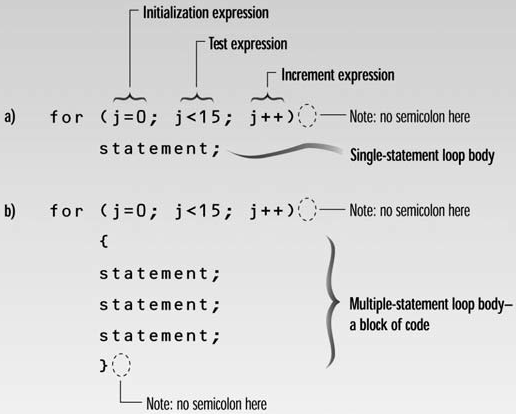 Initialization expression
Test expression
Increment expression
a) for (j=0; j<15; j++) Note: no semicolon here
statement;
Single-statement loop body
b) for (j=0; j<15; j++) Note: no semicolon here
{
statement;
statement;
Multiple-statement loop body–
a block of code
statement;
}
Note: no semicolon here